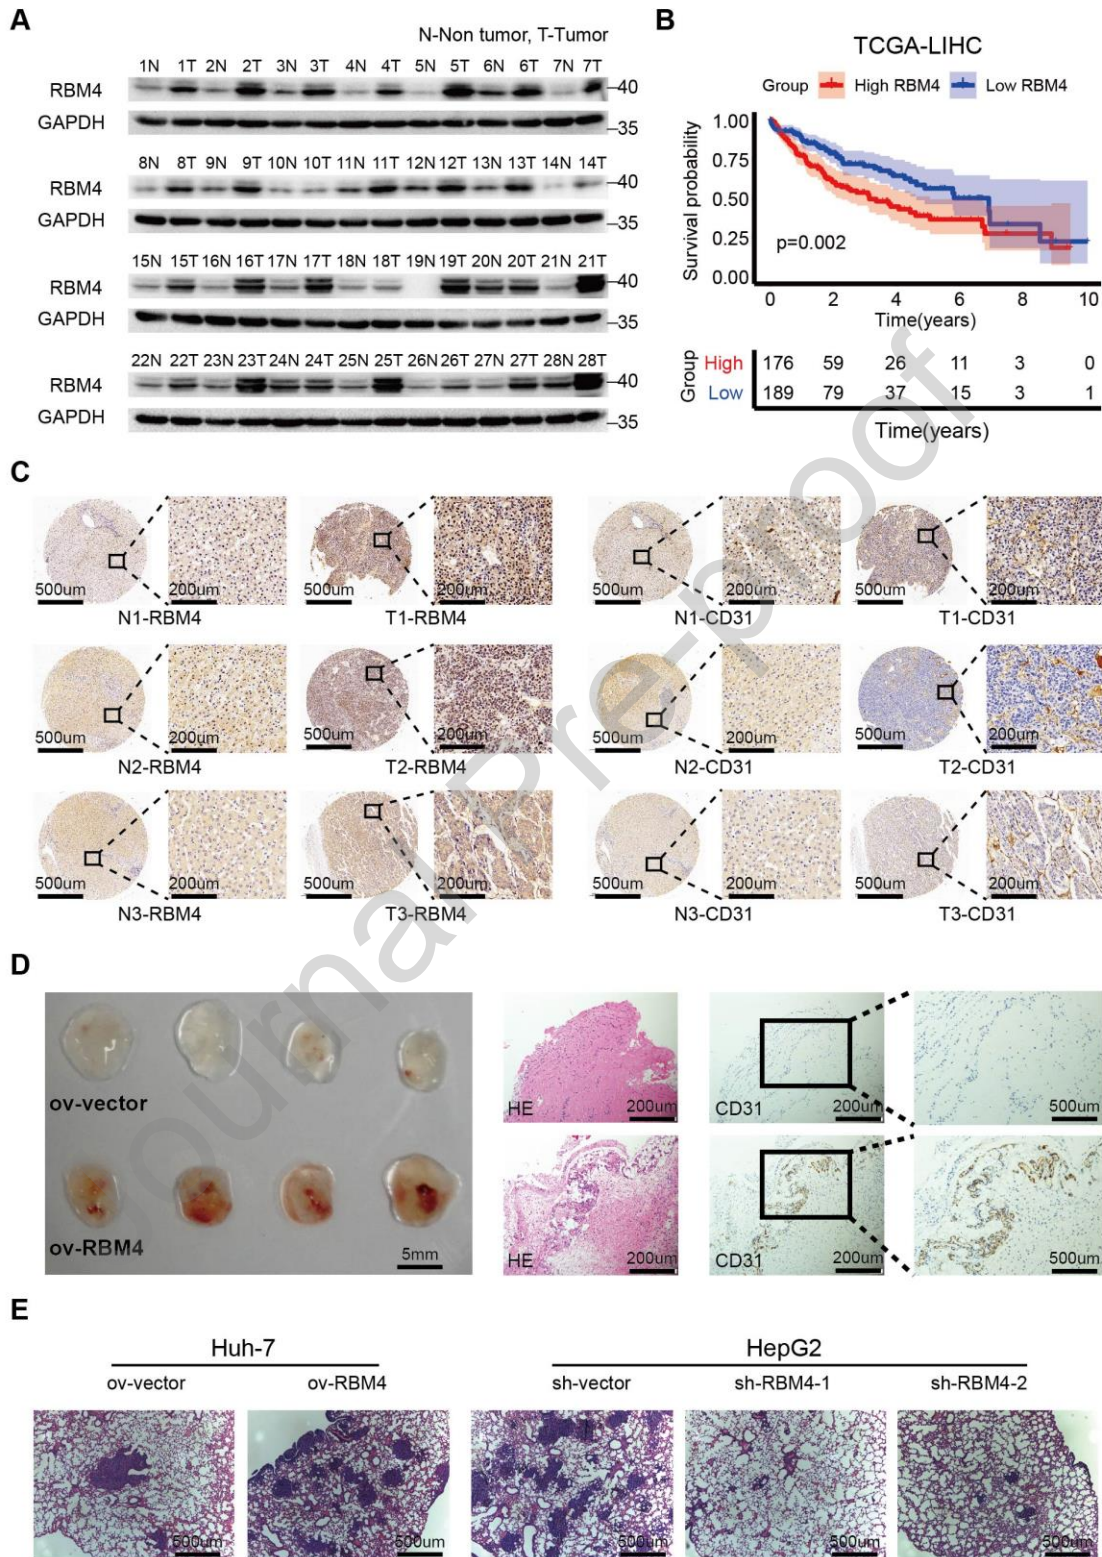 A
N-Non tumor, T-Tumor
1N 1T 2N 2T 3N 3T 4N 4T 5N 5T 6N 6T 7N 7T
RBM4
40
GAPDH
35
8N 8T 9N 9T 10N 10T 11N 11T 12N 12T 13N 13T 14N 14T
RBM4
40
GAPDH
35
15N 15T 16N 16T 17N 17T 18N 18T 19N 19T 20N 20T 21N 21T
RBM4
40
GAPDH
35
22N 22T 23N 23T 24N 24T 25N 25T 26N 26T 27N 27T 28N 28T
RBM4
40
GAPDH
35
B
TCGA-LIHC
Group High RBM4 Low RBM4
Survival probability
1.00
0.75
0.50
0.25
0.00
p=0.002
0 2 4 6 8 10
Time(years)
Group
High 176 59 26 11 3 0
Low 189 79 37 15 3 1
Time(years)
C
500um 200um 500um 200um 500um 200um 500um 200um
N1-RBM4 T1-RBM4 N1-CD31 T1-CD31
500um 200um 500um 200um 500um 200um 500um 200um
N2-RBM4 T2-RBM4 N2-CD31 T2-CD31
500um 200um 500um 200um 500um 200um 500um 200um
N3-RBM4 T3-RBM4 N3-CD31 T3-CD31
D
ov-vector
ov-RBM4
5mm
HE 200um
CD31 200um
500um
HE 200um
CD31 200um
500um
E
Huh-7 HepG2
ov-vector ov-RBM4 sh-vector sh-RBM4-1 sh-RBM4-2
500um 500um 500um 500um 500um
Journal Pre-proof